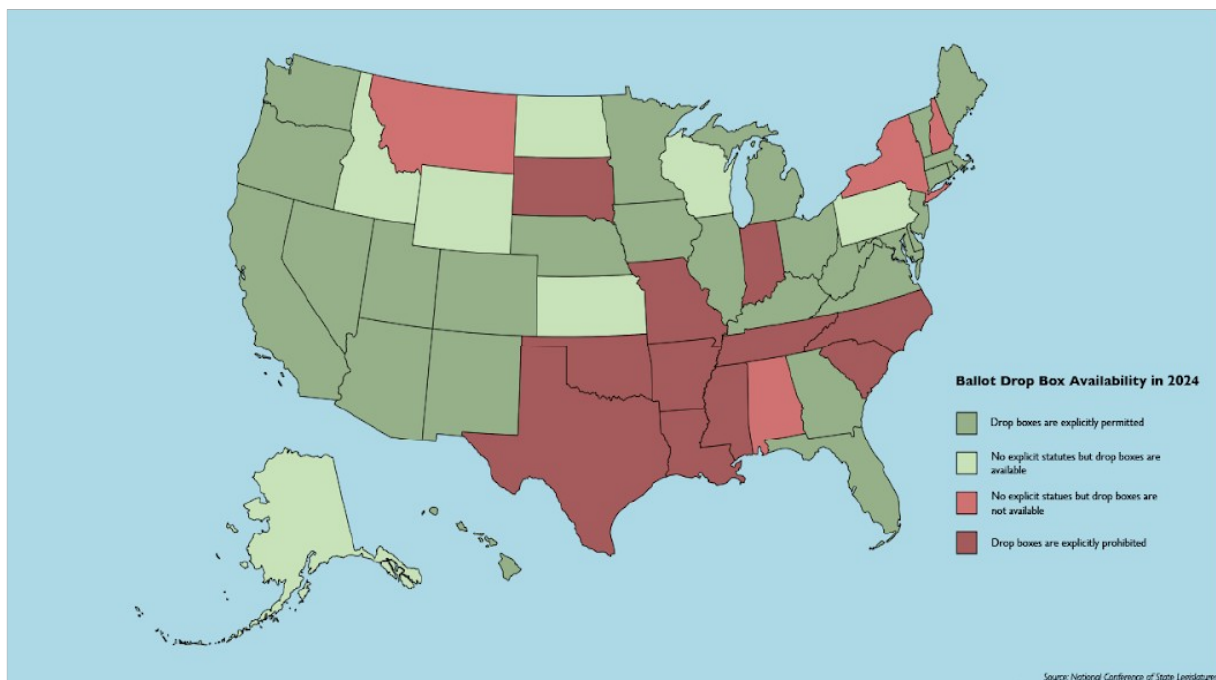 Ballot Drop Box Availability in 2024
Drop boxes are explicitly permitted
No explicit statutes but drop boxes are
available
No explicit statues but drop boxes are
not available
Drop boxes are explicitly prohibited
Source: National Conference of State Legislatures